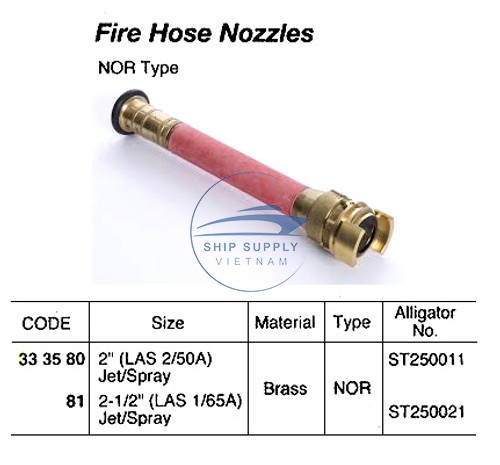 Fire Hose Nozzles
NOR Type
SHIP SUPPLY
VIETNAM
CODE Size Material Type Alligator No.
33 35 80 2" (LAS 2/50A) Jet/Spray Brass NOR ST250011
81 2-1/2" (LAS 1/65A) Jet/Spray ST250021